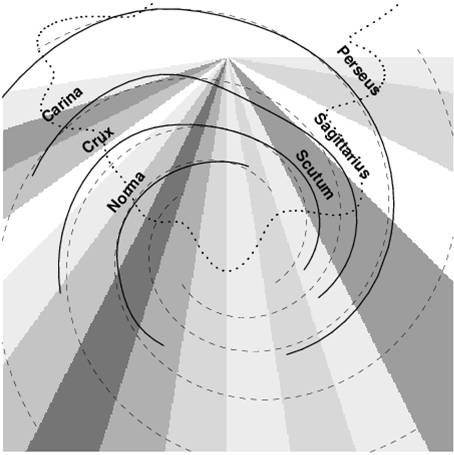 Perseus
Carina
Crux
Sagittarius
Scutum
Norma